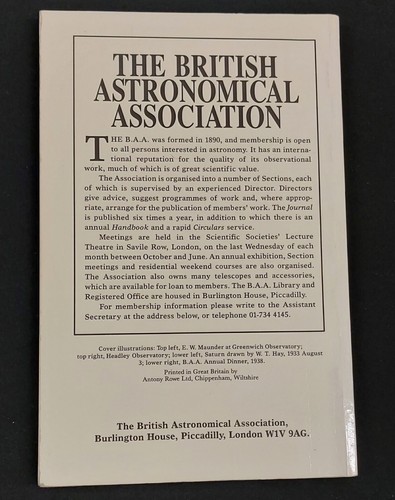 THE BRITISH
ASTRONOMICAL
ASSOCIATION
THE B.A.A. was formed in 1890, and membership is open
to all persons interested in astronomy. It has an interna-
tional reputation for the quality of its observational
work, much of which is of great scientific value.
The Association is organised into a number of Sections, each
of which is supervised by an experienced Director. Directors
give advice, suggest programmes of work and, where approp-
riate, arrange for the publication of members' work. The Journal
is published six times a year, in addition to which there is an
annual Handbook and a rapid Circulars service.
Meetings are held in the Scientific Societies' Lecture
Theatre in Savile Row, London, on the last Wednesday of each
month between October and June. An annual exhibition, Section
meetings and residential weekend courses are also organised.
The Association also owns many telescopes and accessories,
which are available for loan to members. The B.A.A. Library and
Registered Office are housed in Burlington House, Piccadilly.
For membership information please write to the Assistant
Secretary at the address below, or telephone 01-734 4145.
Cover illustrations: Top left, E. W. Maunder at Greenwich Observatory;
top right, Headley Observatory; lower left, Saturn drawn by W. T. Hay, 1933 August
3; lower right, B.A.A. Annual Dinner, 1938.
Printed in Great Britain by
Antony Rowe Ltd, Chippenham, Wiltshire
The British Astronomical Association,
Burlington House, Piccadilly, London W1V 9AG.